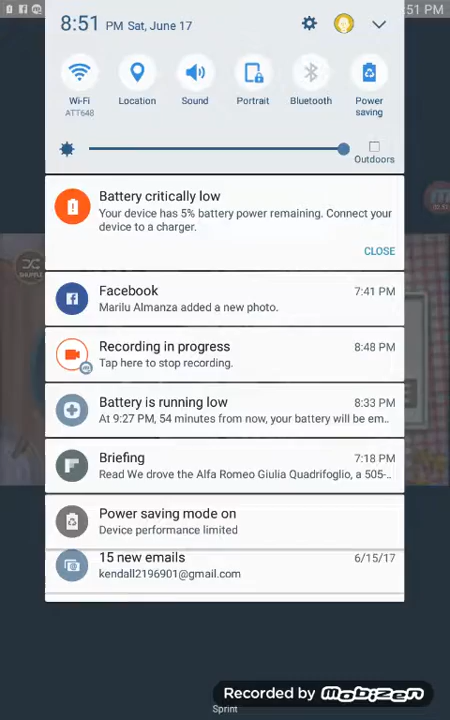 :51 PM
8:51 PM Sat, June 17
Wi-Fi Location Sound Portrait Bluetooth Power saving
ATT648
Outdoors
Battery critically low
Your device has 5% battery power remaining. Connect your
device to a charger.
CLOSE
Facebook 7:41 PM
Marilu Almanza added a new photo.
Recording in progress 8:48 PM
Tap here to stop recording.
Battery is running low 8:33 PM
At 9:27 PM, 54 minutes from now, your battery will be em..
Briefing 7:18 PM
Read We drove the Alfa Romeo Giulia Quadrifoglio, a 505-..
Power saving mode on
Device performance limited
15 new emails 6/15/17
kendall2196901@gmail.com
SHUFFLE
Recorded by MOBIZEN
Sprint